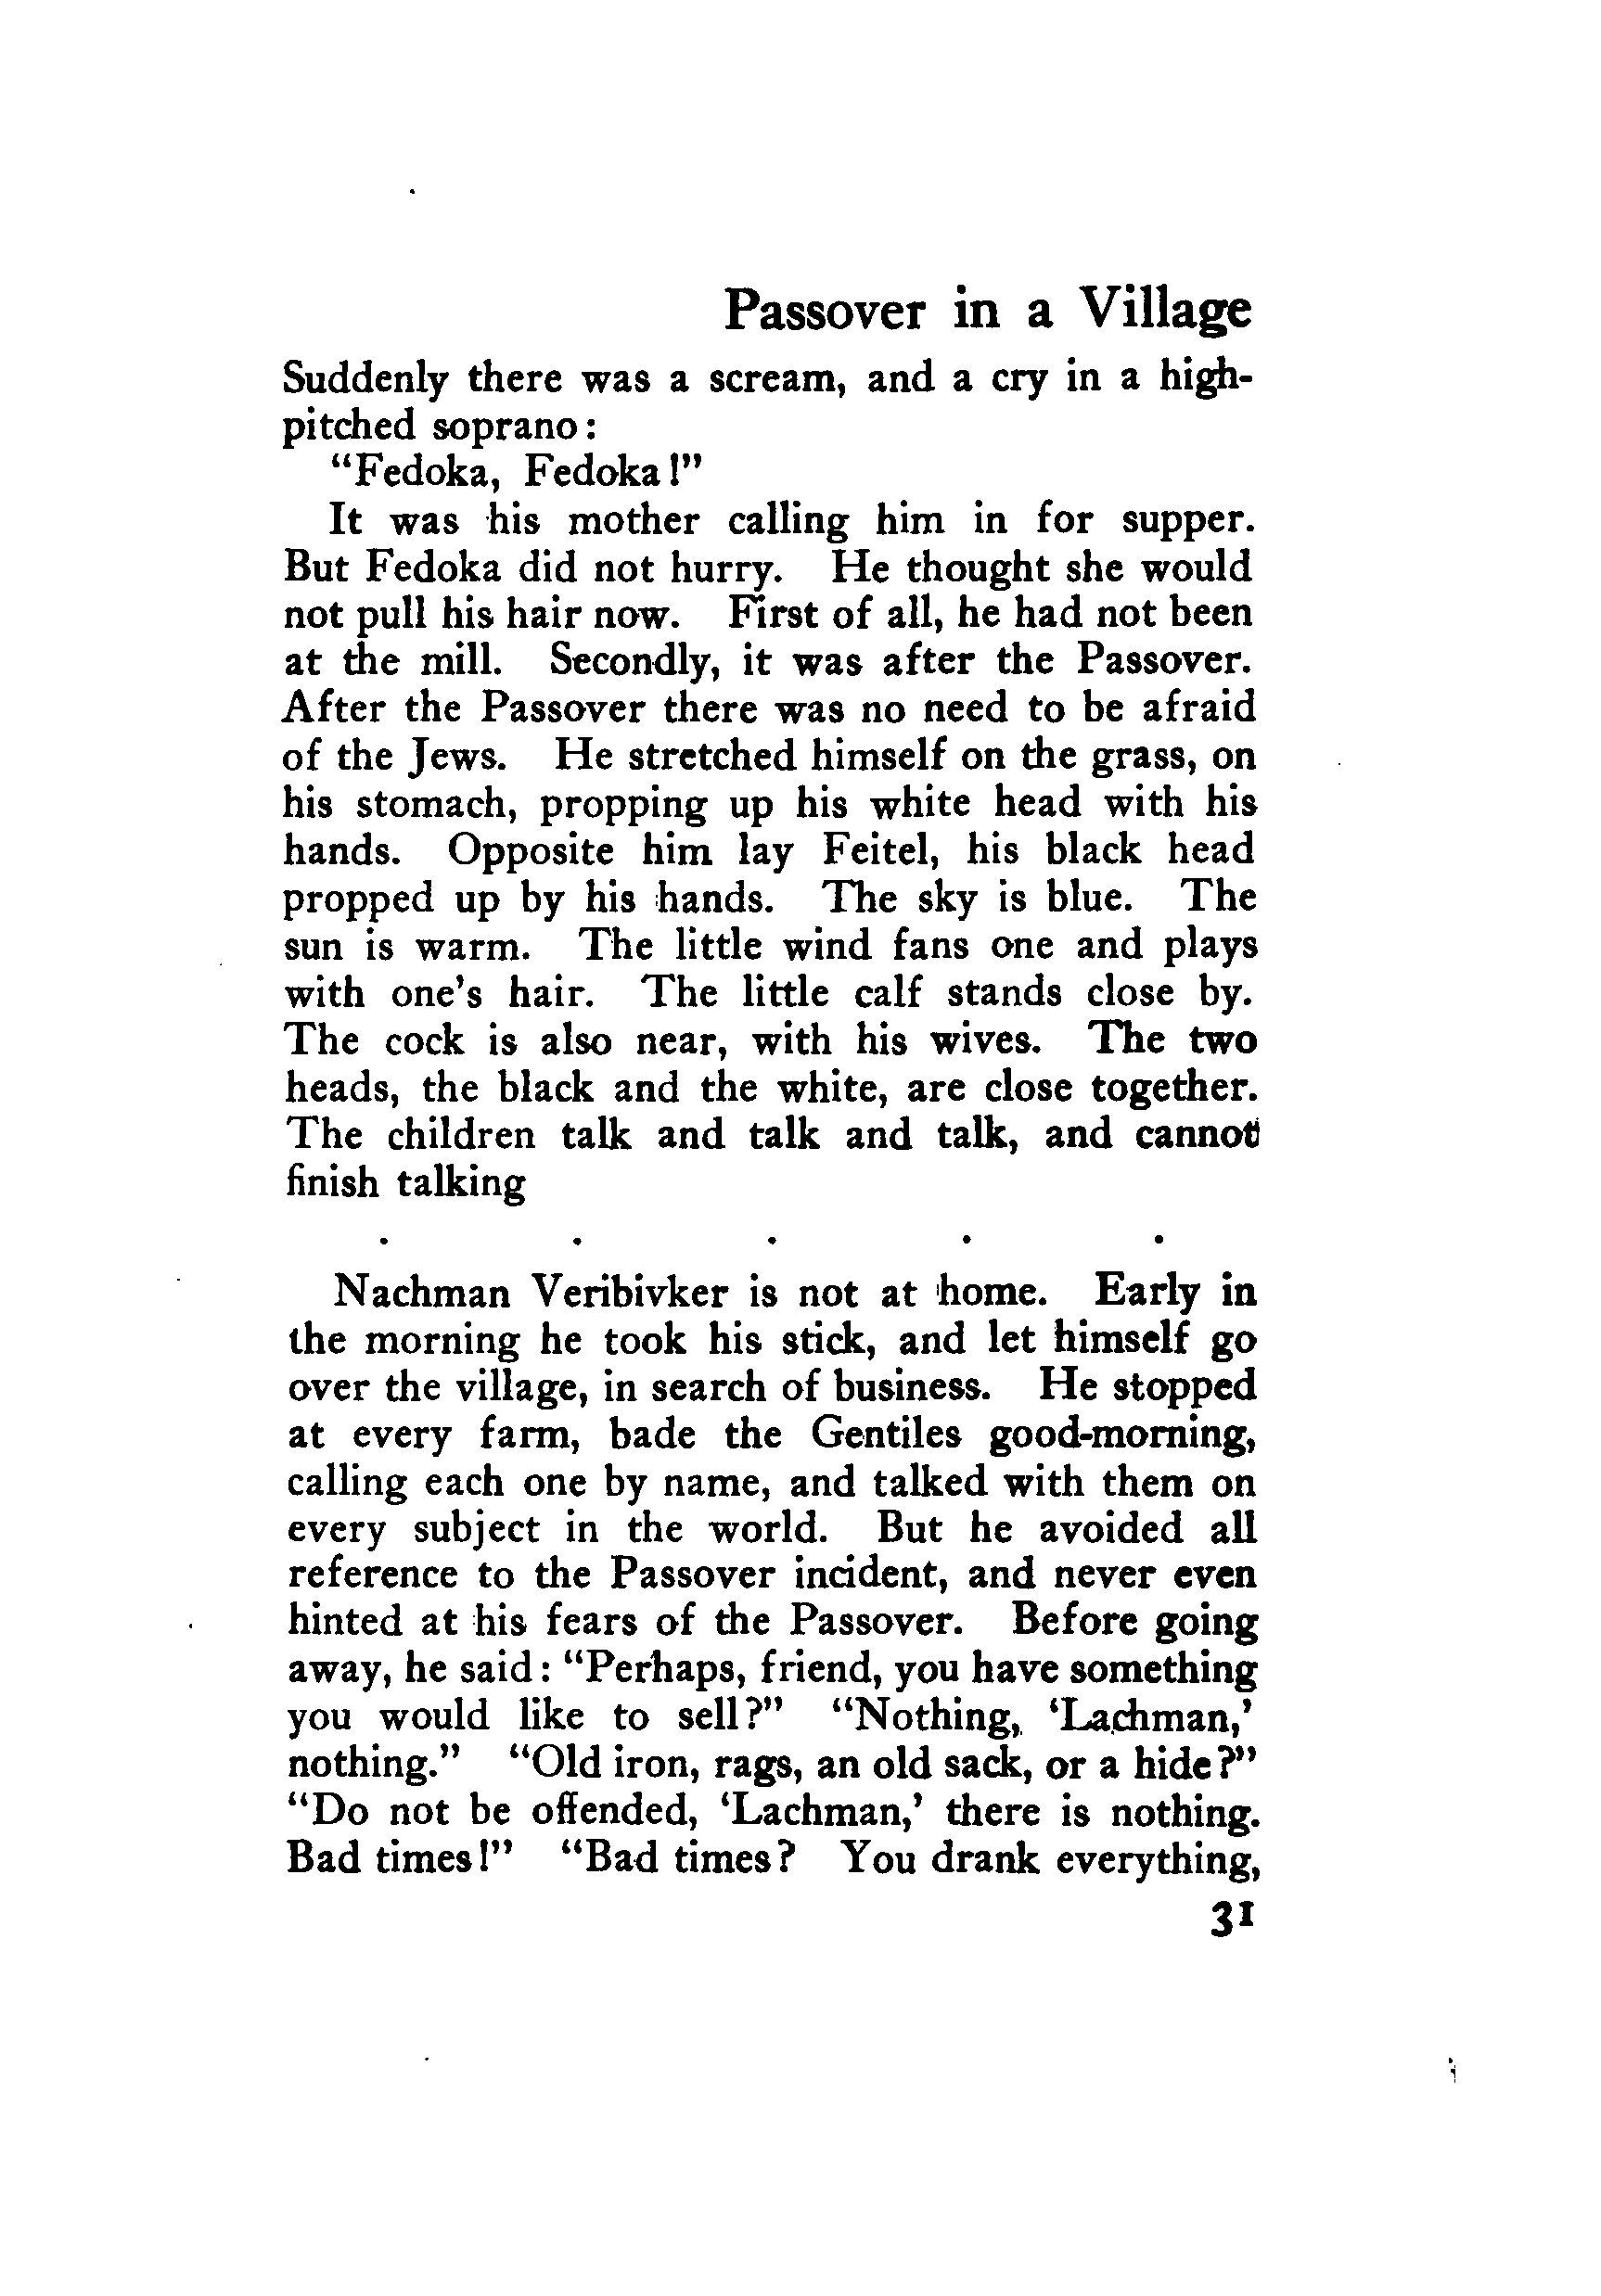 Passover in a Village
Suddenly there was a scream, and a cry in a high-
pitched soprano:
"Fedoka, Fedoka!"
It was his mother calling him in for supper.
But Fedoka did not hurry. He thought she would
not pull his hair now. First of all, he had not been
at the mill. Secondly, it was after the Passover.
After the Passover there was no need to be afraid
of the Jews. He stretched himself on the grass, on
his stomach, propping up his white head with his
hands. Opposite him lay Feitel, his black head
propped up by his hands. The sky is blue. The
sun is warm. The little wind fans one and plays
with one's hair. The little calf stands close by.
The cock is also near, with his wives. The two
heads, the black and the white, are close together.
The children talk and talk and talk, and cannot
finish talking
. . . . .
Nachman Veribivker is not at home. Early in
the morning he took his stick, and let himself go
over the village, in search of business. He stopped
at every farm, bade the Gentiles good-morning,
calling each one by name, and talked with them on
every subject in the world. But he avoided all
reference to the Passover incident, and never even
hinted at his fears of the Passover. Before going
away, he said: "Perhaps, friend, you have something
you would like to sell?" "Nothing, 'Lachman,'
nothing." "Old iron, rags, an old sack, or a hide?"
"Do not be offended, 'Lachman,' there is nothing.
Bad times!" "Bad times? You drank everything,
31